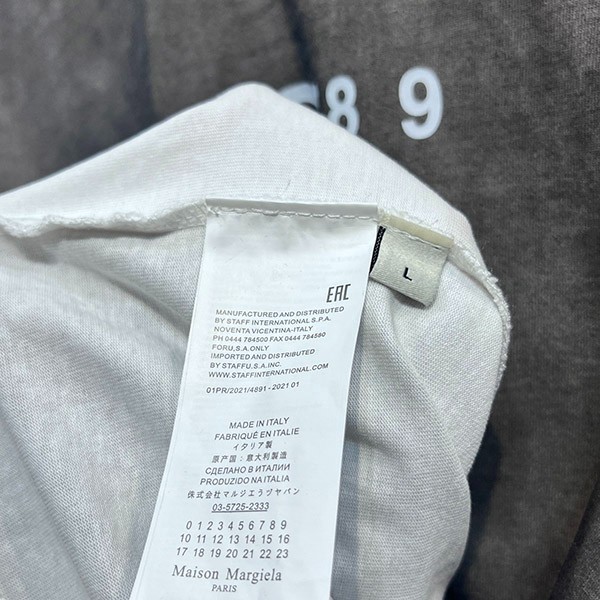 8 9
L
EAC
MANUFACTURED AND DISTRIBUTED
BY STAFF INTERNATIONAL S.P.A.
NOVENTA VICENTINA-ITALY
PH 0444 784500 FAX 0444 784560
FORU,S.A.ONLY
IMPORTED AND DISTRIBUTED
BY STAFFU.S.A.INC.
WWW.STAFFINTERNATIONAL.COM
01PR/2021/4891-2021 01
MADE IN ITALY
FABRIQUÉ EN ITALIE
イタリア製
原产国:意大利製造
СДЕЛАНО В ИТАЛИИ
PRODUZIDO NA ITALIA
株式会社マルジエラツヤパン
03-5725-2333
0 1 2 3 4 5 6 7 8 9
10 11 12 13 14 15 16
17 18 19 20 21 22 23
Maison Margiela
PARIS